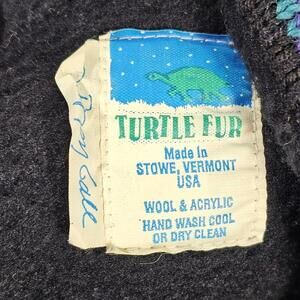 TURTLE FUR
Made in
STOWE, VERMONT
USA
WOOL & ACRYLIC
HAND WASH COOL
OR DRY CLEAN